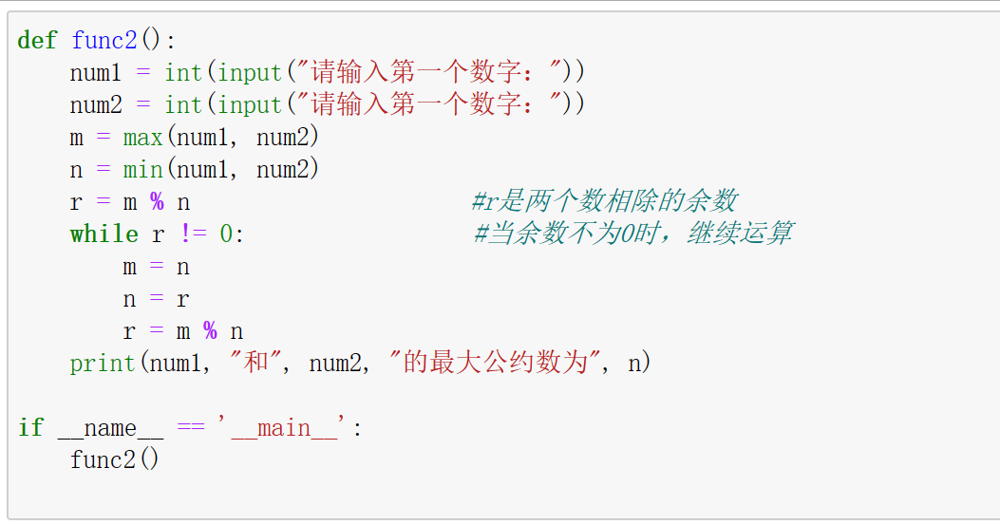 def func2():
    num1 = int(input("请输入第一个数字："))
    num2 = int(input("请输入第一个数字："))
    m = max(num1, num2)
    n = min(num1, num2)
    r = m % n                     #r是两个数相除的余数
    while r != 0:                 #当余数不为0时，继续运算
        m = n
        n = r
        r = m % n
    print(num1, "和", num2, "的最大公约数为", n)

if __name__ == '__main__':
    func2()